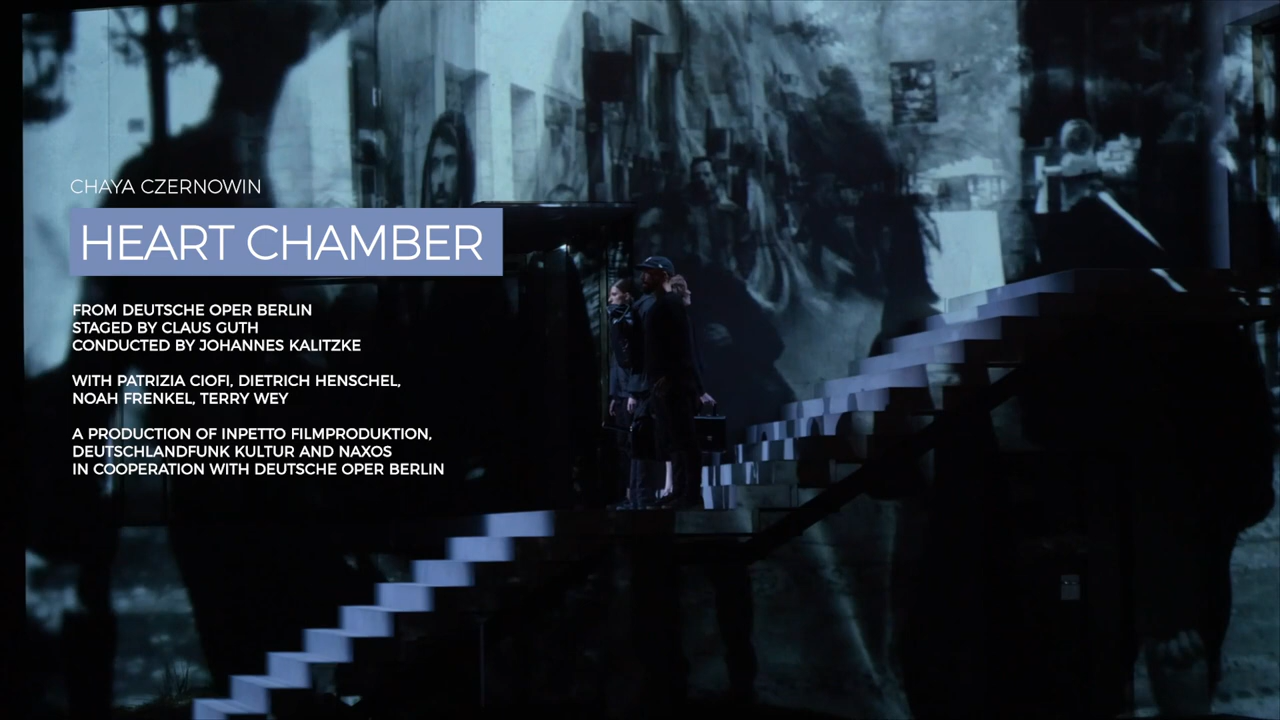 CHAYA CZERNOWIN
HEART CHAMBER
FROM DEUTSCHE OPER BERLIN
STAGED BY CLAUS GUTH
CONDUCTED BY JOHANNES KALITZKE
WITH PATRIZIA CIOFI, DIETRICH HENSCHEL,
NOAH FRENKEL, TERRY WEY
A PRODUCTION OF INPETTO FILMPRODUKTION,
DEUTSCHLANDFUNK KULTUR AND NAXOS
IN COOPERATION WITH DEUTSCHE OPER BERLIN